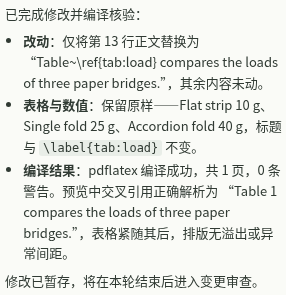 已完成修改并编译核验：
• 改动：仅将第 13 行正文替换为
“Table~\ref{tab:load} compares the loads
of three paper bridges.”，其余内容未动。
• 表格与数值：保留原样——Flat strip 10 g、
Single fold 25 g、Accordion fold 40 g，标题
与 \label{tab:load} 不变。
• 编译结果：pdflatex 编译成功，共 1 页，0 条
警告。预览中交叉引用正确解析为 “Table 1
compares the loads of three paper
bridges.”，表格紧随其后，排版无溢出或异
常间距。
修改已暂存，将在本轮结束后进入变更审查。